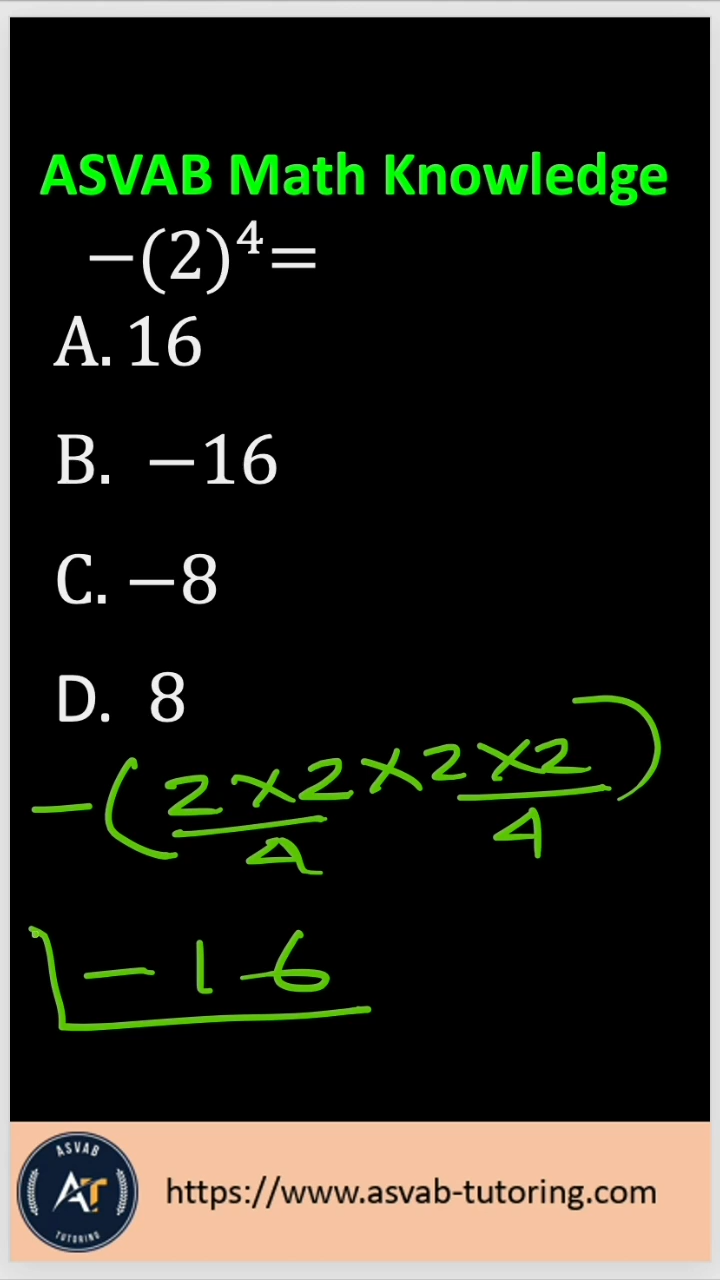 ASVAB Math Knowledge
−(2)⁴=
A. 16
B. −16
C. −8
D. 8
−(2×2×2×2)
4 4
−16
ASVAB
AT
TUTORING
https://www.asvab-tutoring.com